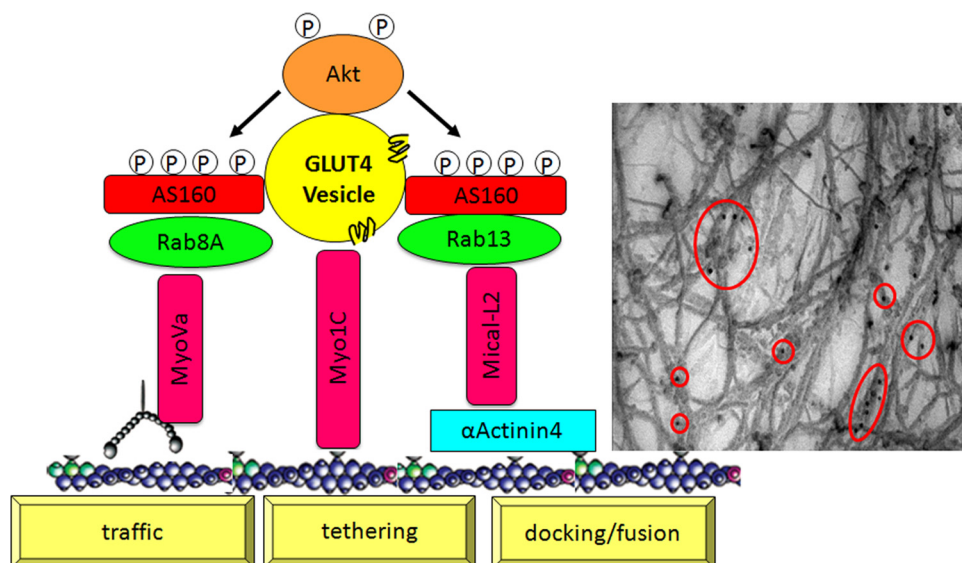 P P
Akt
GLUT4
Vesicle
P P P P
AS160
P P P P
AS160
Rab8A
Rab13
MyoVa
Myo1C
Mical-L2
αActinin4
traffic
tethering
docking/fusion